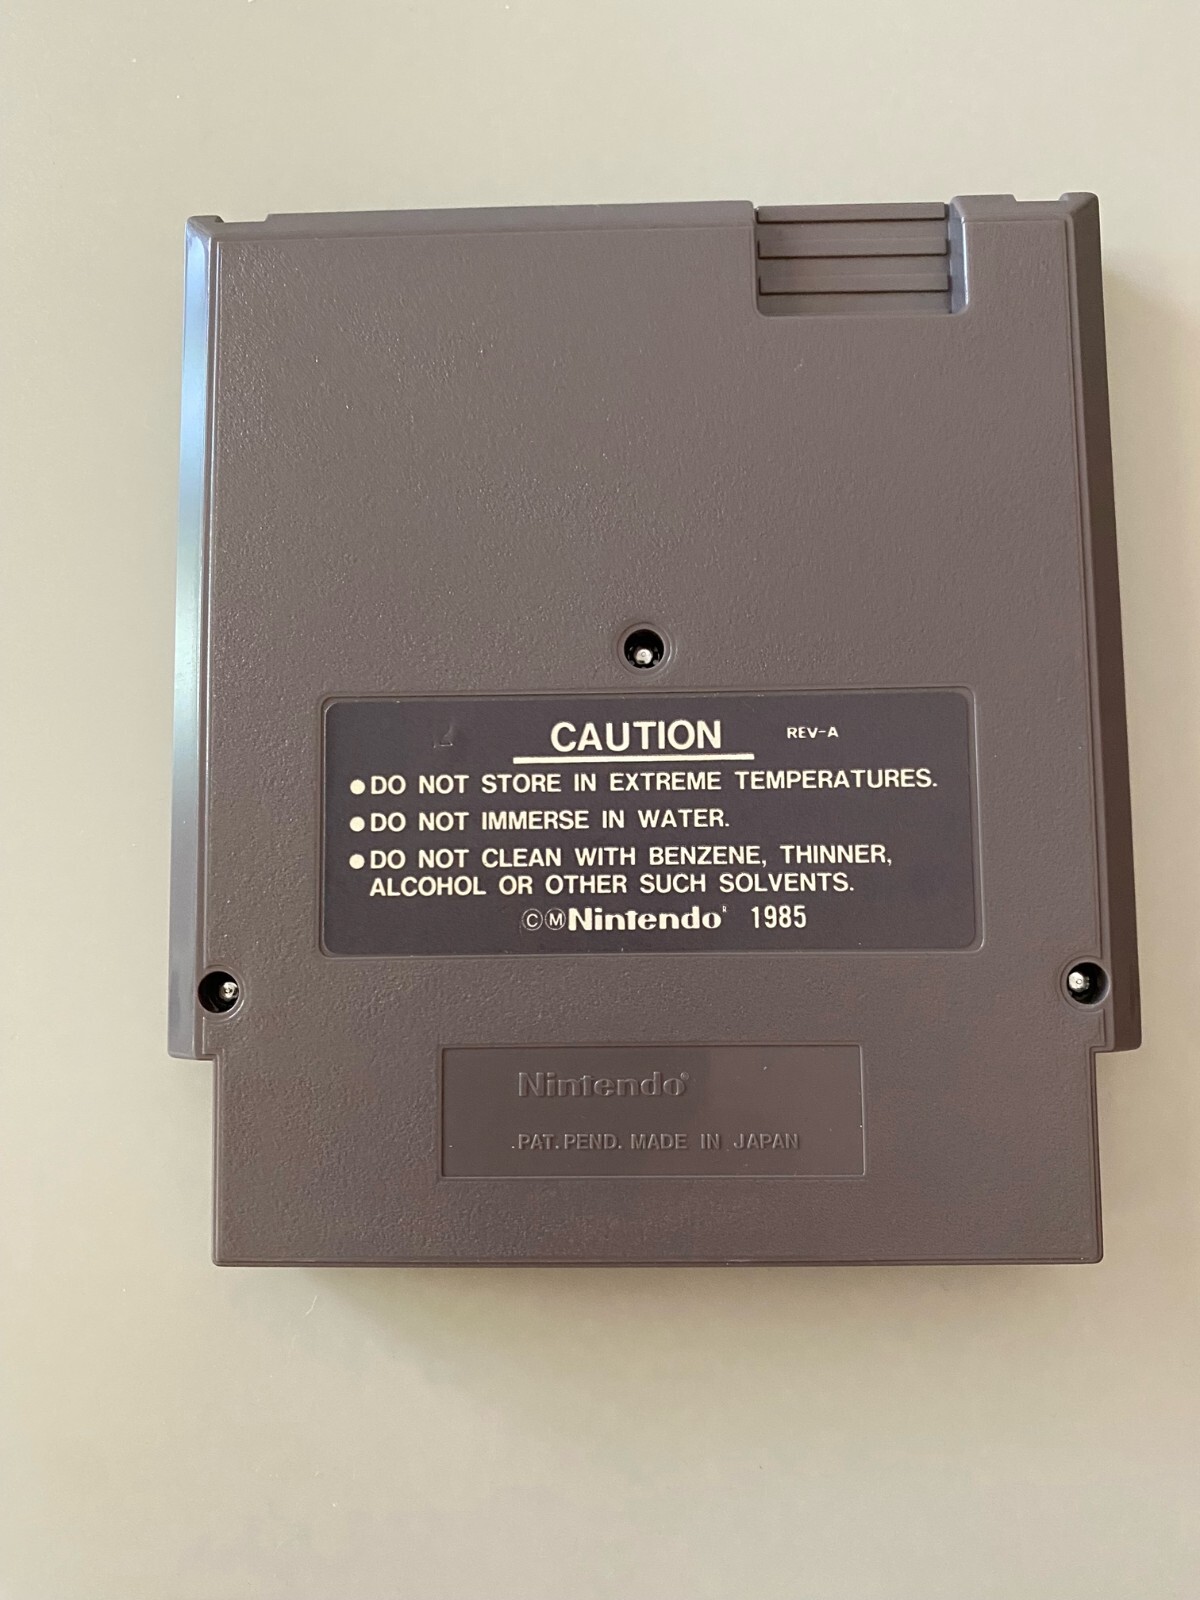 CAUTION REV-A
●DO NOT STORE IN EXTREME TEMPERATURES.
●DO NOT IMMERSE IN WATER.
●DO NOT CLEAN WITH BENZENE, THINNER,
ALCOHOL OR OTHER SUCH SOLVENTS.
ⒸⓂNintendo® 1985
Nintendo®
PAT. PEND. MADE IN JAPAN